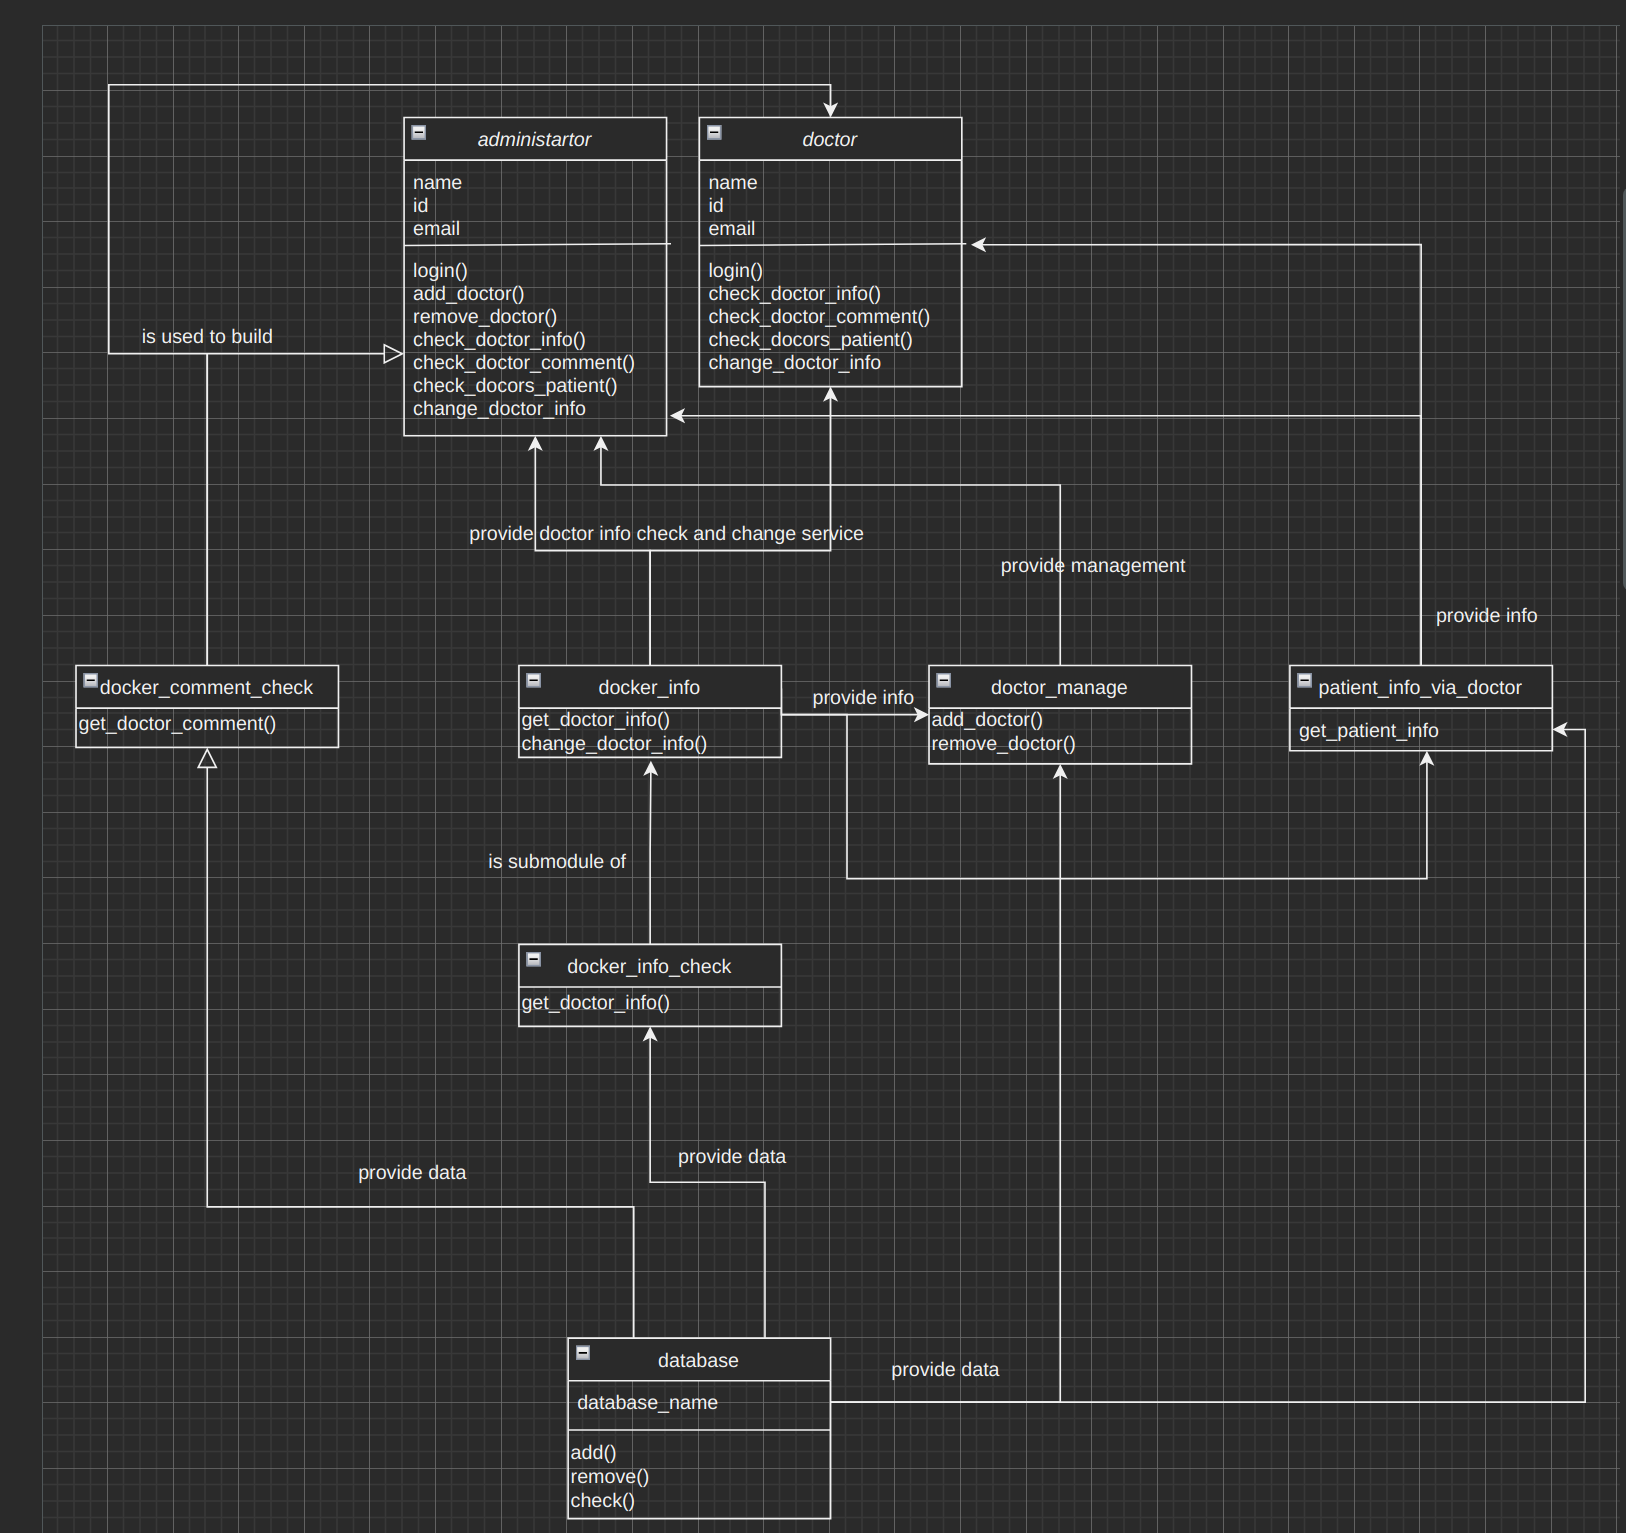 administartor
name
id
email
login()
add_doctor()
remove_doctor()
check_doctor_info()
check_doctor_comment()
check_docors_patient()
change_doctor_info
doctor
name
id
email
login()
check_doctor_info()
check_doctor_comment()
check_docors_patient()
change_doctor_info
is used to build
provide doctor info check and change service
provide management
provide info
docker_comment_check
get_doctor_comment()
docker_info
get_doctor_info()
change_doctor_info()
provide info
doctor_manage
add_doctor()
remove_doctor()
patient_info_via_doctor
get_patient_info
is submodule of
docker_info_check
get_doctor_info()
provide data
provide data
database
database_name
add()
remove()
check()
provide data